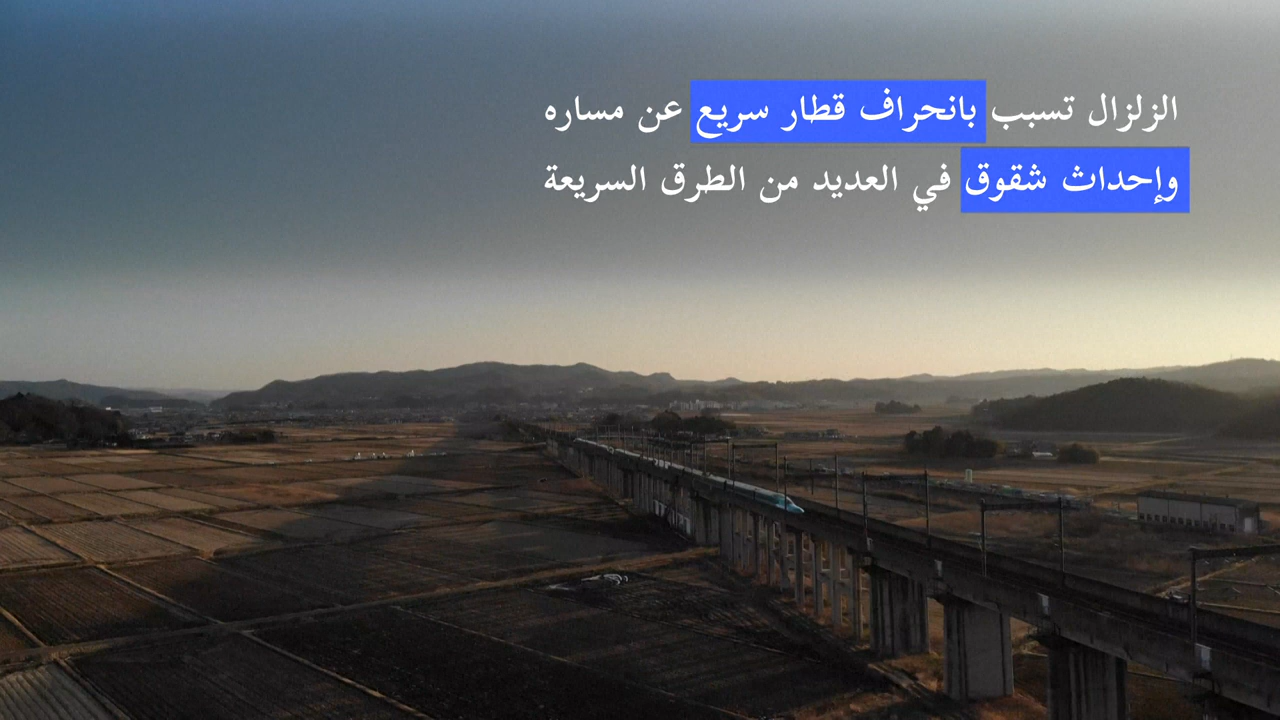 الزلزال تسبب بانحراف قطار سريع عن مساره
وإحداث شقوق في العديد من الطرق السريعة